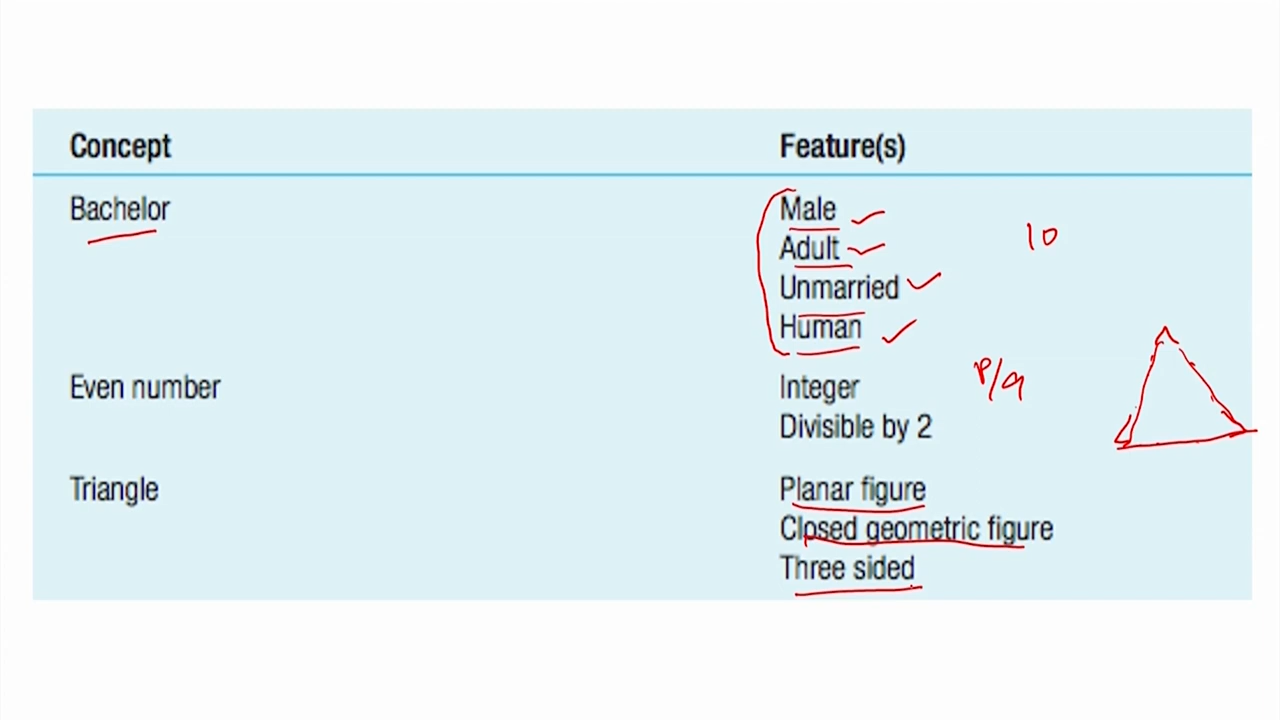 Concept Feature(s)
Bachelor Male
Adult
10
Unmarried
Human
Even number Integer
P/q
Divisible by 2
Triangle Planar figure
Closed geometric figure
Three sided